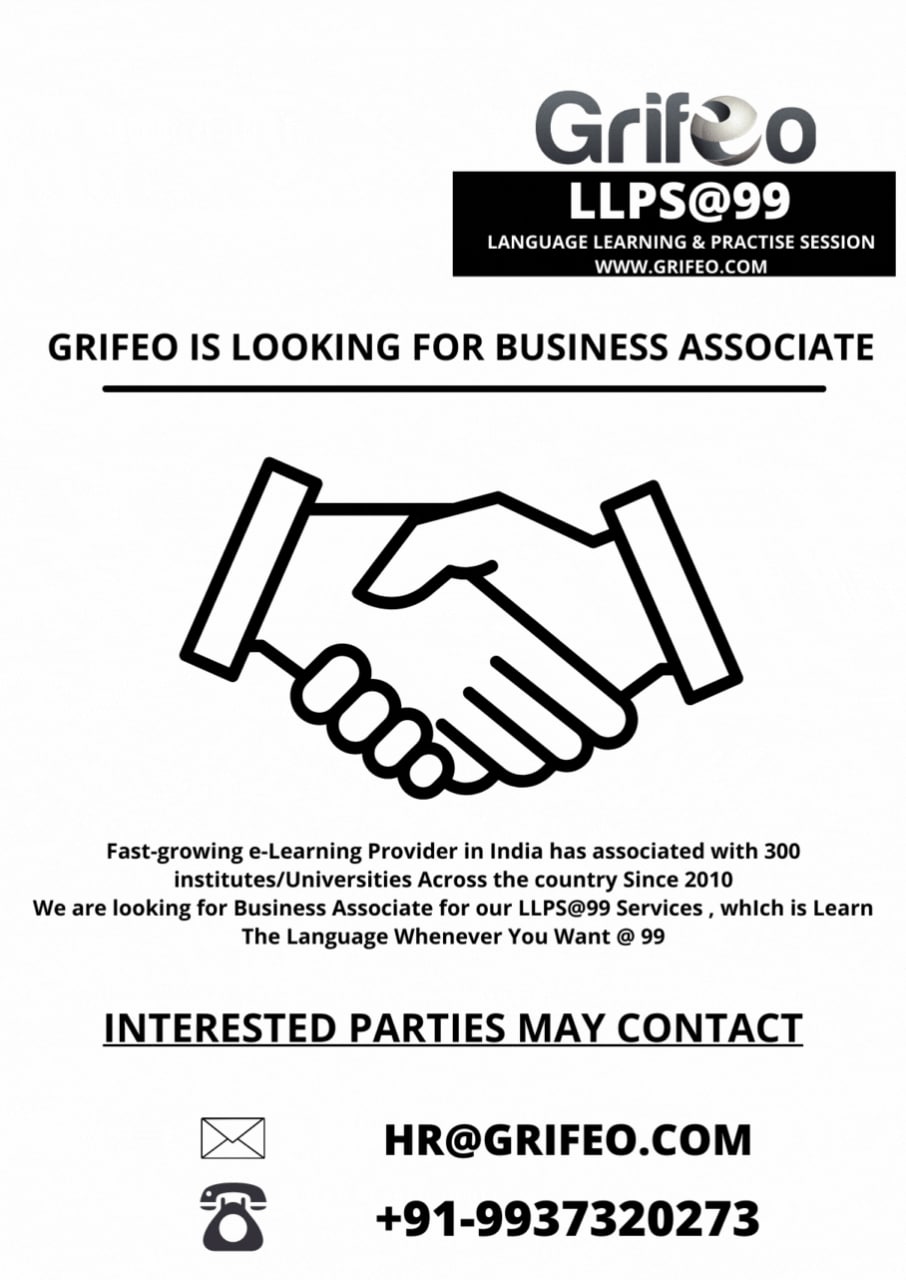 Grifeo
LLPS@99
LANGUAGE LEARNING & PRACTISE SESSION
WWW.GRIFEO.COM
GRIFEO IS LOOKING FOR BUSINESS ASSOCIATE
Fast-growing e-Learning Provider in India has associated with 300
institutes/Universities Across the country Since 2010
We are looking for Business Associate for our LLPS@99 Services , whIch is Learn
The Language Whenever You Want @ 99
INTERESTED PARTIES MAY CONTACT
HR@GRIFEO.COM
+91-9937320273